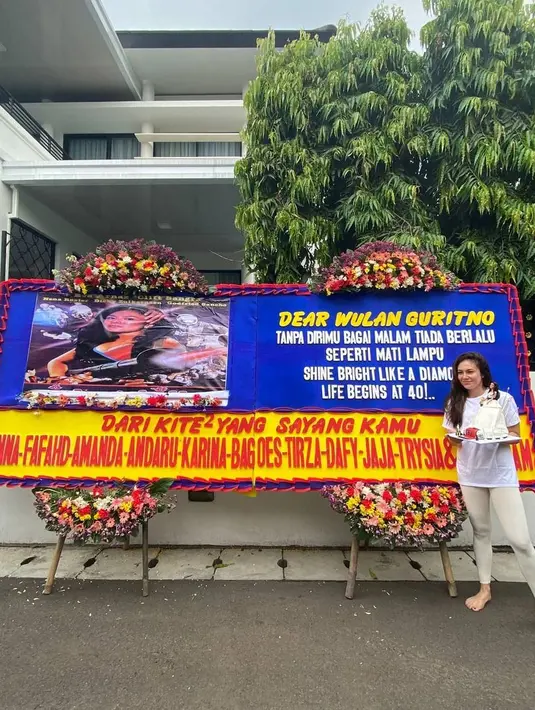 DEAR WULAN GURITNO
TANPA DIRIMU BAGAI MALAM TIADA BERLALU
SEPERTI MATI LAMPU
SHINE BRIGHT LIKE A DIAMO
LIFE BEGINS AT 40!..
DARI KITE² YANG SAYANG KAMU
NNA-FAFAHD-AMANDA-ANDARU-KARINA-BAGOES-TIRZA-DAFY-JAJA-TRYSIA&